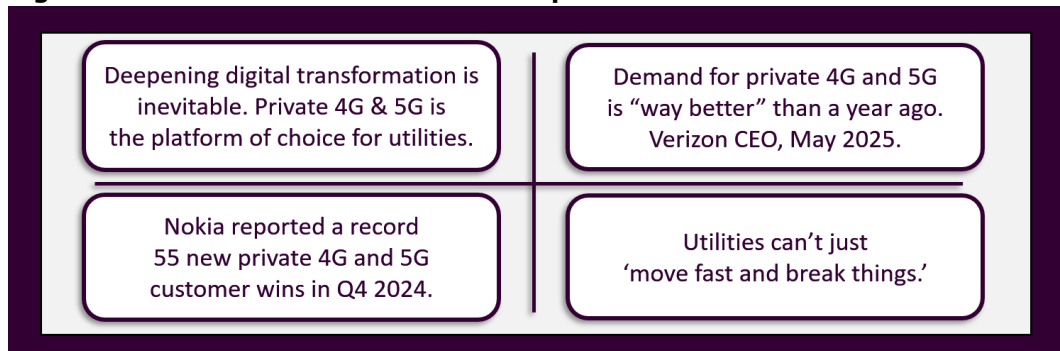 Deepening digital transformation is
inevitable. Private 4G & 5G is
the platform of choice for utilities.
Demand for private 4G and 5G
is “way better” than a year ago.
Verizon CEO, May 2025.
Nokia reported a record
55 new private 4G and 5G
customer wins in Q4 2024.
Utilities can’t just
‘move fast and break things.’